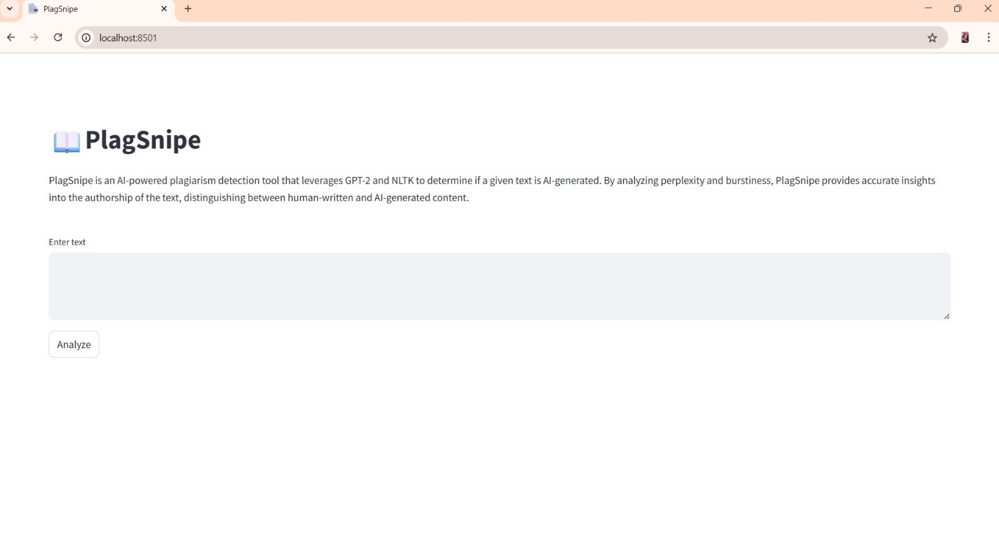 PlagSnipe
localhost:8501
PlagSnipe
PlagSnipe is an AI-powered plagiarism detection tool that leverages GPT-2 and NLTK to determine if a given text is AI-generated. By analyzing perplexity and burstiness, PlagSnipe provides accurate insights
into the authorship of the text, distinguishing between human-written and AI-generated content.
Enter text
Analyze